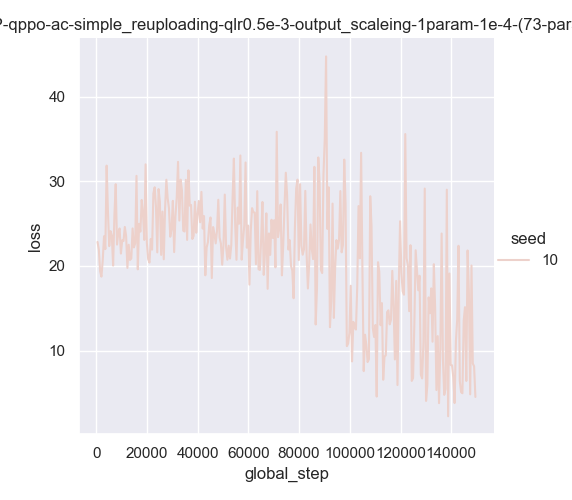 P-qppo-ac-simple_reuploading-qlr0.5e-3-output_scaleing-1param-1e-4-(73-par
40
30
20
10
loss
0 20000 40000 60000 80000 100000 120000 140000
global_step
seed
10